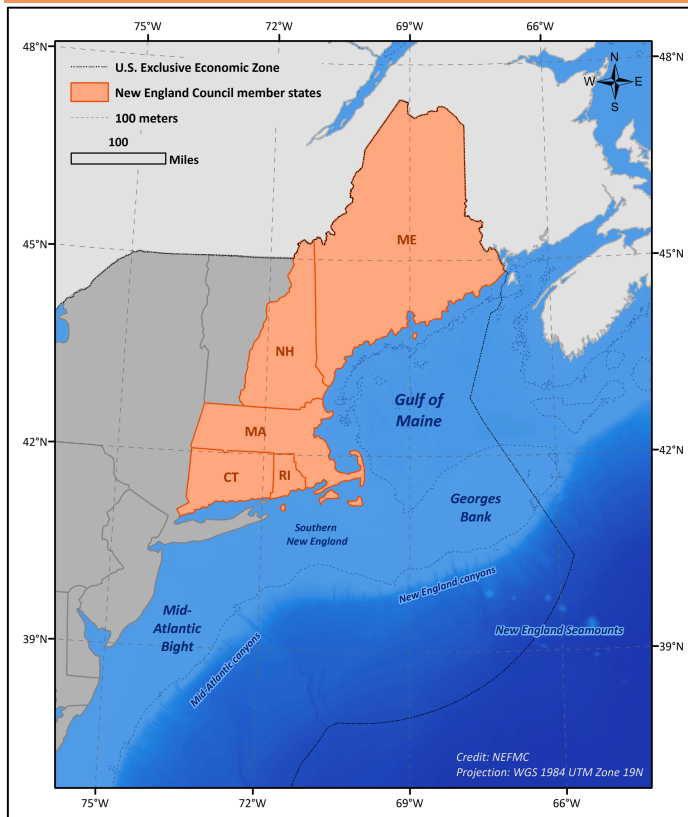 75°W 72°W 69°W 66°W
48°N 48°N
U.S. Exclusive Economic Zone
New England Council member states
100 meters
100
Miles
N
W E
S
ME
45°N 45°N
NH
Gulf of
Maine
MA
42°N 42°N
CT RI
Georges
Bank
Southern
New England
New England canyons
Mid-
Atlantic
Bight
New England Seamounts
39°N 39°N
Mid-Atlantic canyons
Credit: NEFMC
Projection: WGS 1984 UTM Zone 19N
75°W 72°W 69°W 66°W